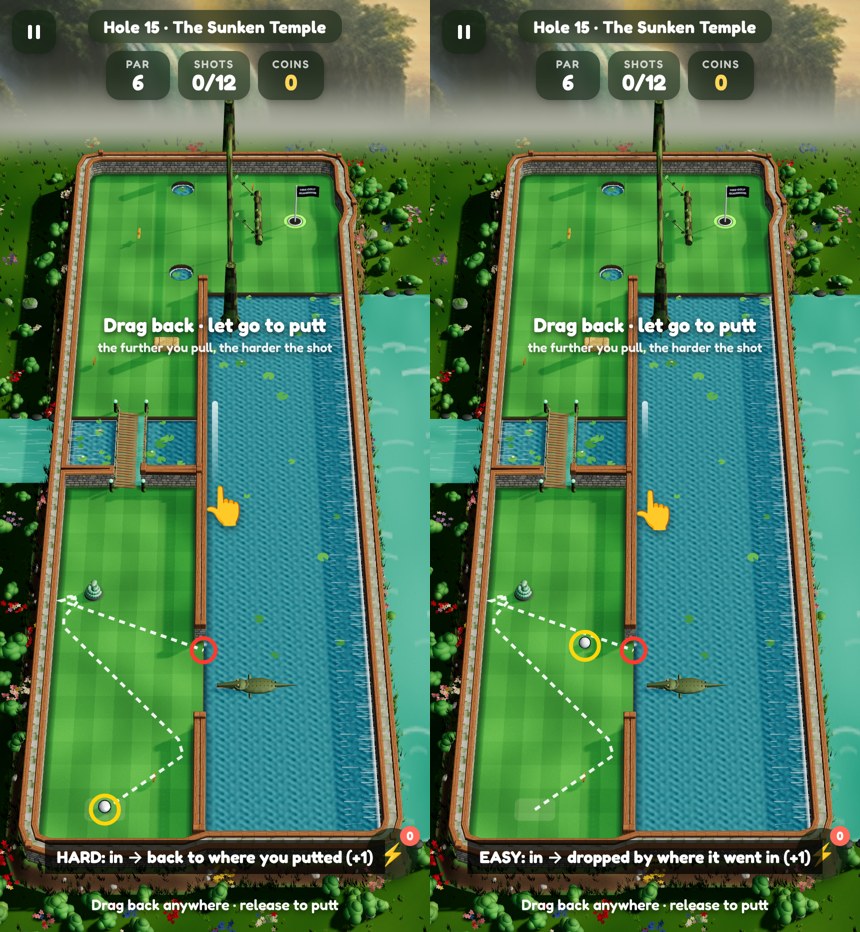 Hole 15 · The Sunken Temple
PAR
6
SHOTS
0/12
COINS
0
Drag back · let go to putt
the further you pull, the harder the shot
HARD: in → back to where you putted (+1)
0
Drag back anywhere · release to putt
Hole 15 · The Sunken Temple
PAR
6
SHOTS
0/12
COINS
0
Drag back · let go to putt
the further you pull, the harder the shot
EASY: in → dropped by where it went in (+1)
0
Drag back anywhere · release to putt